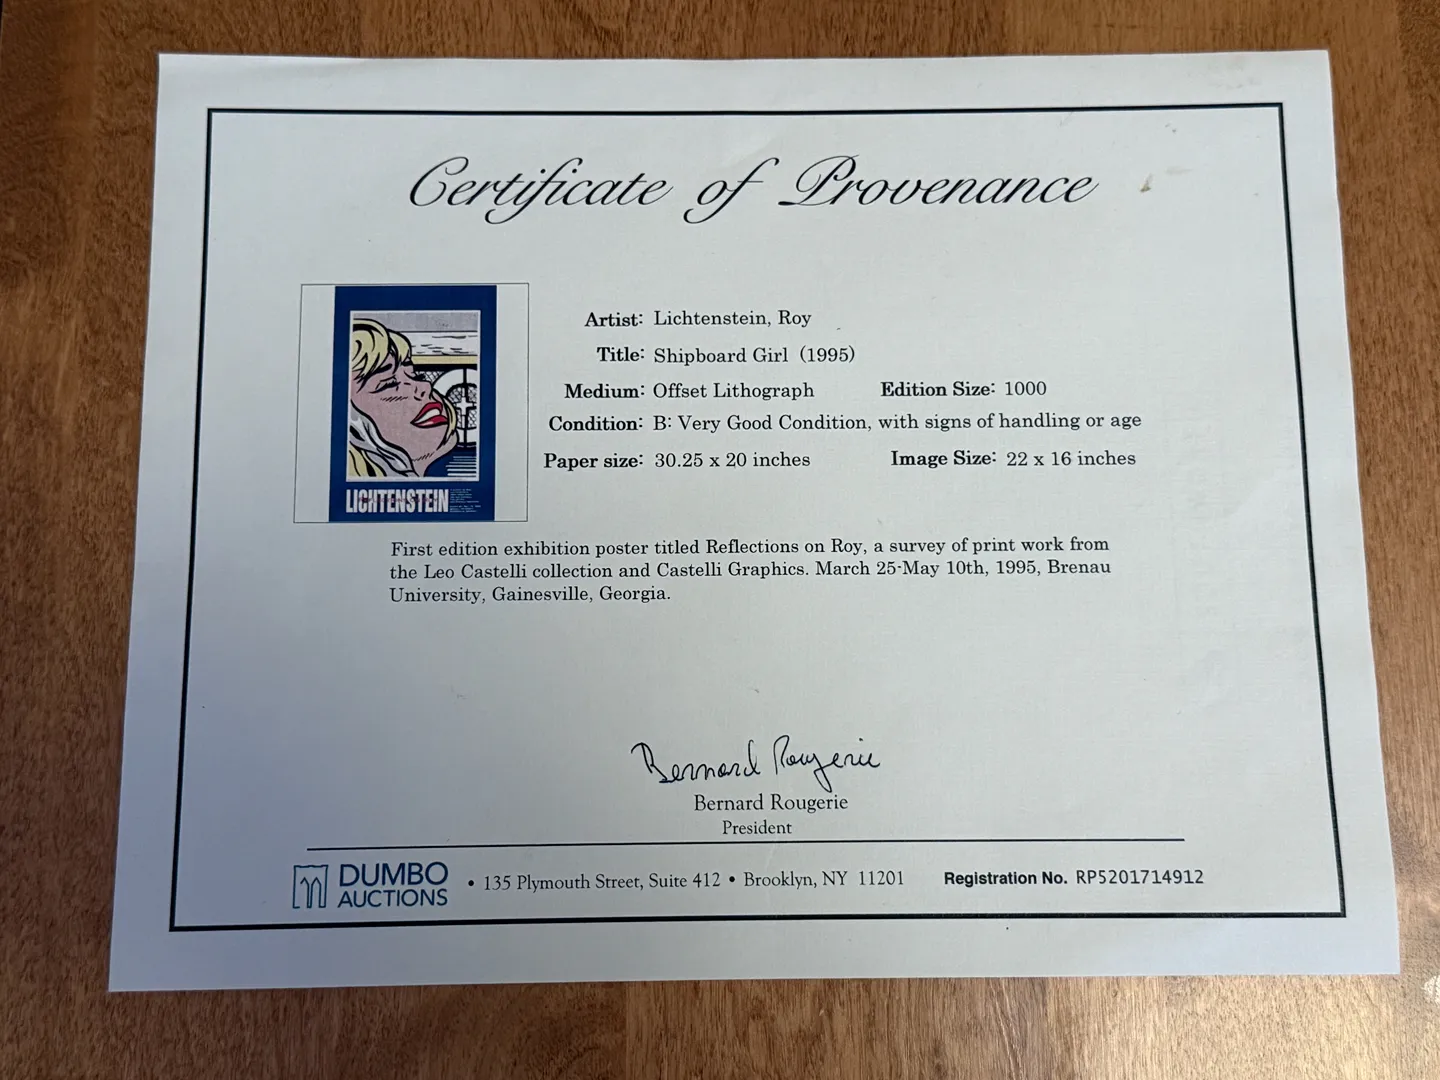 Certificate of Provenance
LICHTENSTEIN
Artist: Lichtenstein, Roy
Title: Shipboard Girl (1995)
Medium: Offset Lithograph Edition Size: 1000
Condition: B: Very Good Condition, with signs of handling or age
Paper size: 30.25 x 20 inches Image Size: 22 x 16 inches
First edition exhibition poster titled Reflections on Roy, a survey of print work from
the Leo Castelli collection and Castelli Graphics. March 25-May 10th, 1995, Brenau
University, Gainesville, Georgia.
Bernard Rougerie
Bernard Rougerie
President
DUMBO
AUCTIONS
• 135 Plymouth Street, Suite 412 • Brooklyn, NY 11201 Registration No. RP5201714912